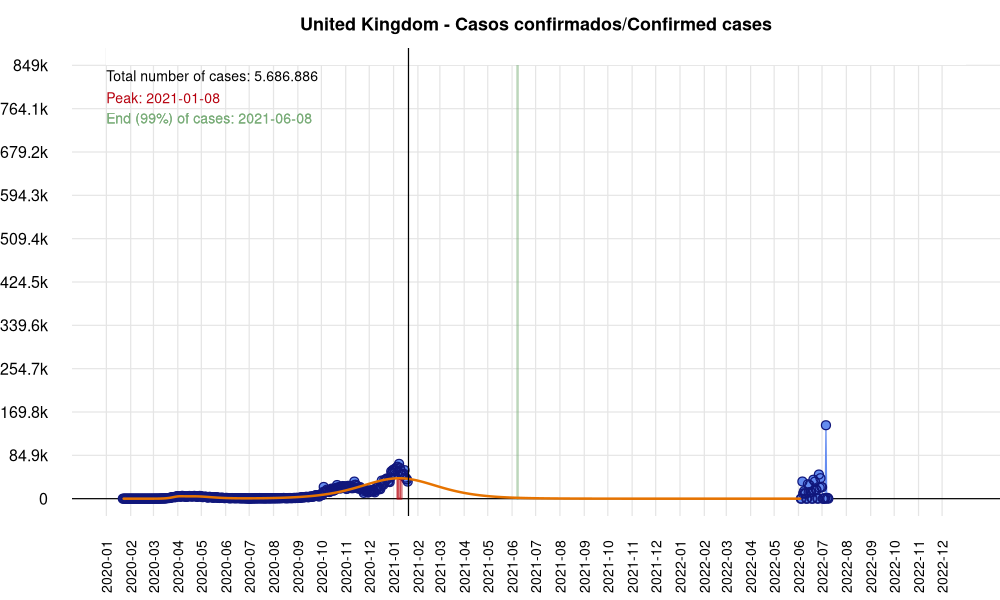 United Kingdom - Casos confirmados/Confirmed cases
849k
Total number of cases: 5.686.886
Peak: 2021-01-08
764.1k
End (99%) of cases: 2021-06-08
679.2k
594.3k
509.4k
424.5k
339.6k
254.7k
169.8k
84.9k
0
2020-01
2020-02
2020-03
2020-04
2020-05
2020-06
2020-07
2020-08
2020-09
2020-10
2020-11
2020-12
2021-01
2021-02
2021-03
2021-04
2021-05
2021-06
2021-07
2021-08
2021-09
2021-10
2021-11
2021-12
2022-01
2022-02
2022-03
2022-04
2022-05
2022-06
2022-07
2022-08
2022-09
2022-10
2022-11
2022-12